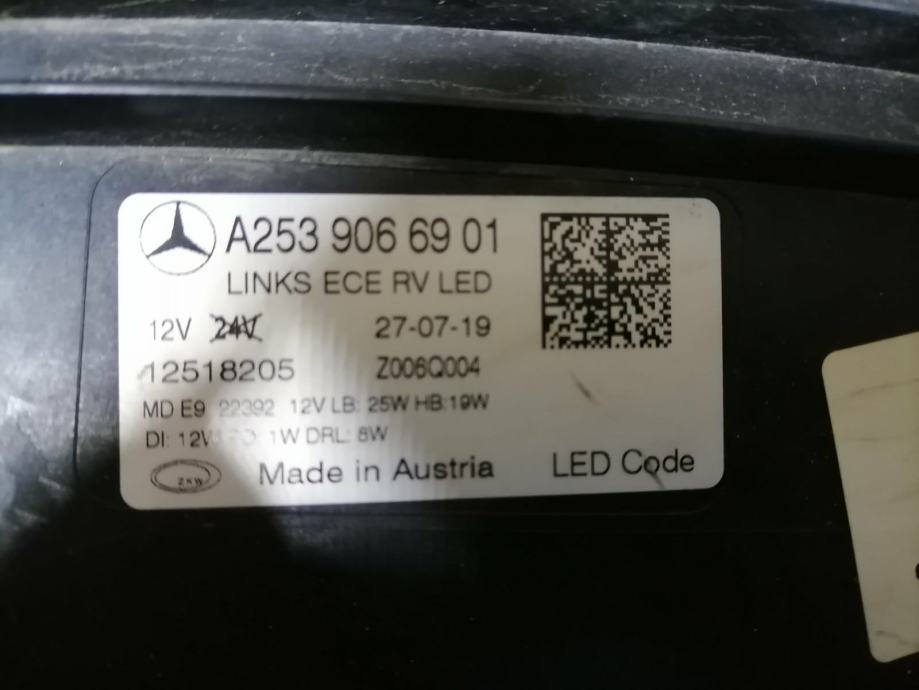 A253 906 69 01
LINKS ECE RV LED
12V 24V 27-07-19
12518205 Z006Q004
MD E9 22392 12V LB: 25W HB:19W
DI: 12W 1W DRL: 8W
ZKW Made in Austria LED Code